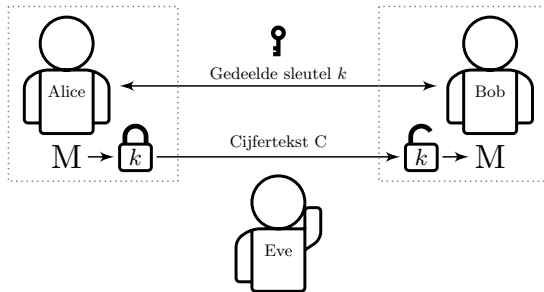 Gedeelde sleutel k
Alice
Bob
Cijfertekst C
M k k M
Eve